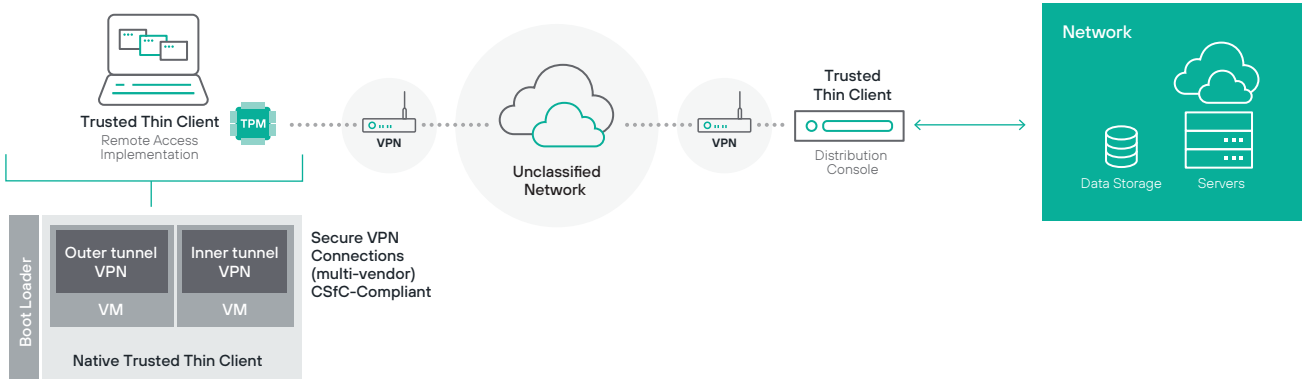 Trusted Thin Client
Remote Access
Implementation
TPM
VPN
Unclassified
Network
VPN
Trusted
Thin Client
Distribution
Console
Network
Data Storage
Servers
Boot Loader
Outer tunnel
VPN
VM
Inner tunnel
VPN
VM
Native Trusted Thin Client
Secure VPN
Connections
(multi-vendor)
CSfC-Compliant